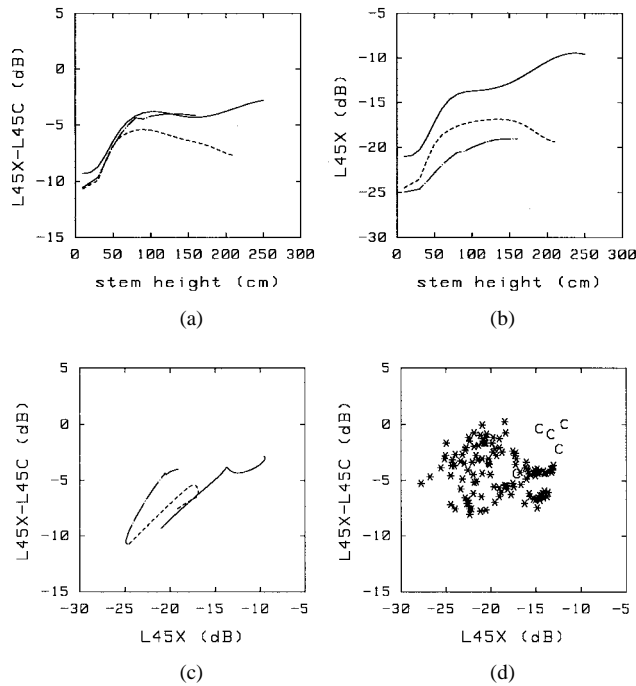 5
0
-5
-10
-15
L45X-L45C (dB)
0 50 100 150 200 250 300
stem height (cm)
(a)
-5
-10
-15
-20
-25
-30
L45X (dB)
0 50 100 150 200 250 300
stem height (cm)
(b)
5
0
-5
-10
-15
L45X-L45C (dB)
-30 -25 -20 -15 -10 -5
L45X (dB)
(c)
5
0
-5
-10
-15
L45X-L45C (dB)
-30 -25 -20 -15 -10 -5
L45X (dB)
C C C C C C
(d)